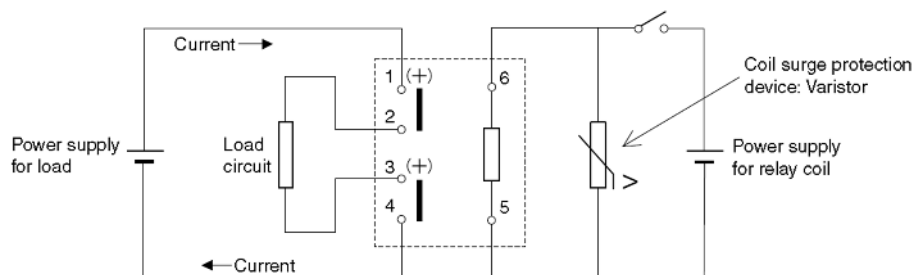 Current
1 (+)
2
3 (+)
4
6
5
Power supply
for load
Load
circuit
Coil surge protection
device: Varistor
V
Power supply
for relay coil
Current